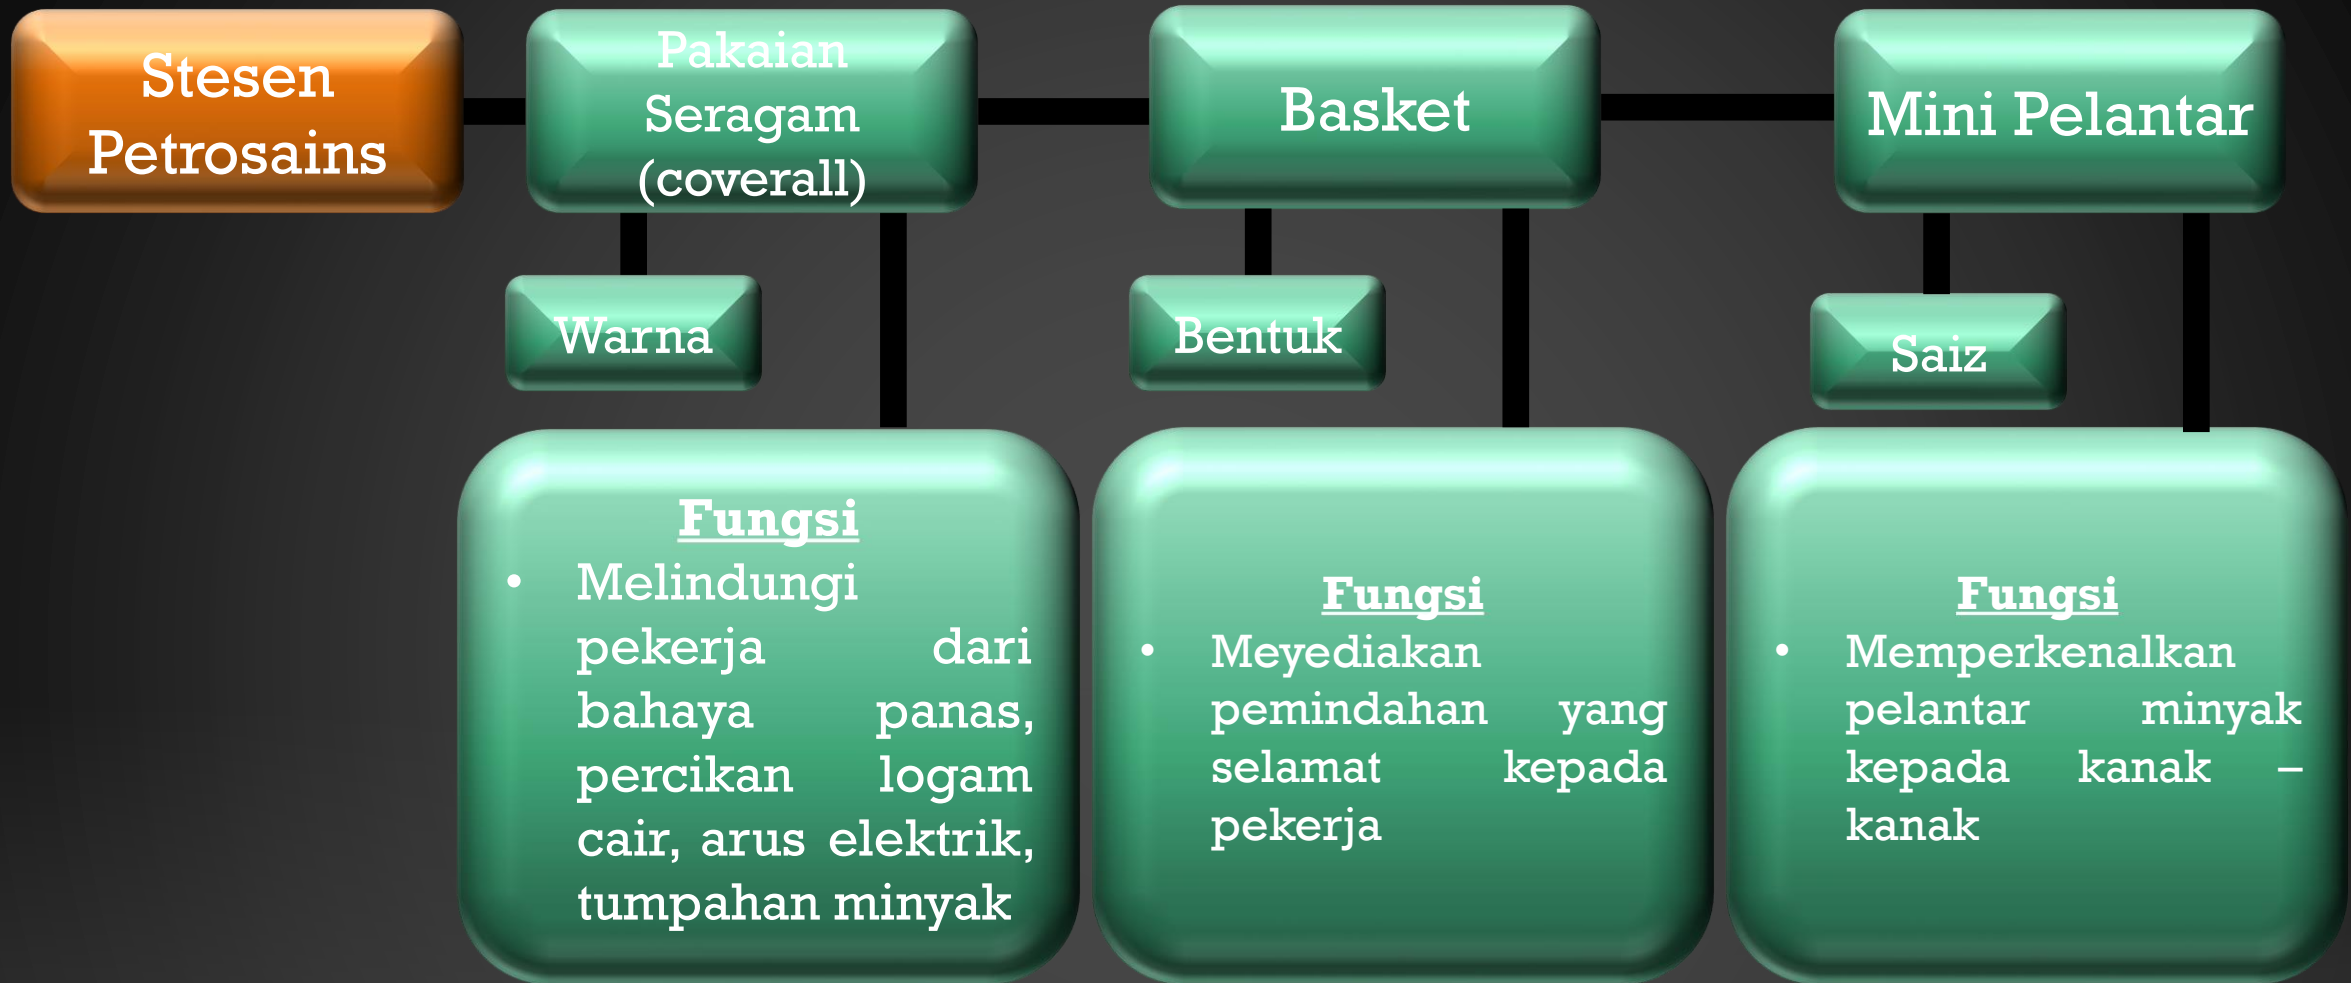 Stesen
Petrosains
Pakaian
Seragam
(coverall)
Basket
Mini Pelantar
Warna
Bentuk
Saiz
Fungsi
• Melindungi
pekerja dari
bahaya panas,
percikan logam
cair, arus elektrik,
tumpahan minyak
Fungsi
• Meyediakan
pemindahan yang
selamat kepada
pekerja
Fungsi
• Memperkenalkan
pelantar minyak
kepada kanak –
kanak